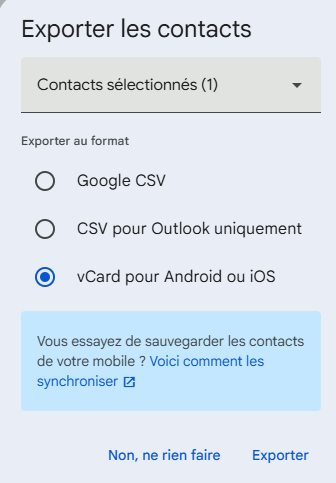 Exporter les contacts
Contacts sélectionnés (1)
Exporter au format
Google CSV
CSV pour Outlook uniquement
vCard pour Android ou iOS
Vous essayez de sauvegarder les contacts
de votre mobile ? Voici comment les
synchroniser
Non, ne rien faire Exporter